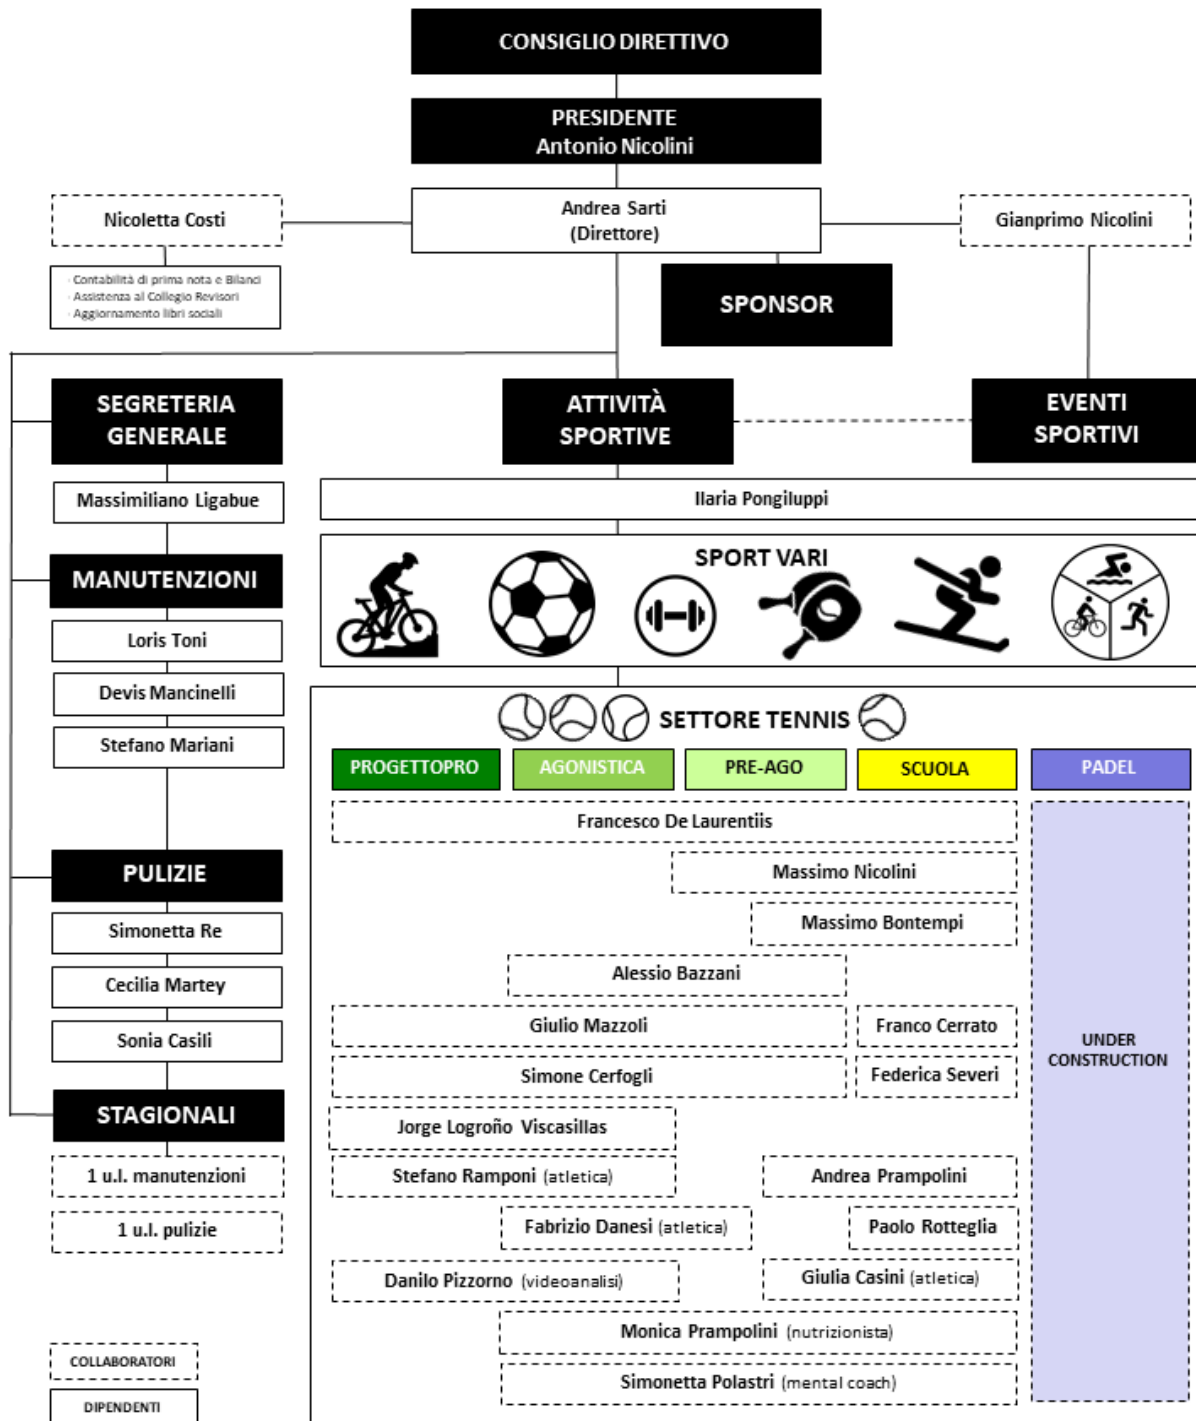 CONSIGLIO DIRETTIVO
PRESIDENTE
Antonio Nicolini
Nicoletta Costi
Andrea Sarti
(Direttore)
Gianprimo Nicolini
· Contabilità di prima nota e Bilanci
· Assistenza al Collegio Revisori
· Aggiornamento libri sociali
SPONSOR
SEGRETERIA
GENERALE
ATTIVITÀ
SPORTIVE
EVENTI
SPORTIVI
Massimiliano Ligabue
Ilaria Pongiluppi
MANUTENZIONI
SPORT VARI
Loris Toni
Devis Mancinelli
Stefano Mariani
SETTORE TENNIS
PROGETTOPRO
AGONISTICA
PRE-AGO
SCUOLA
PADEL
Francesco De Laurentiis
Massimo Nicolini
PULIZIE
Massimo Bontempi
Simonetta Re
Alessio Bazzani
Cecilia Martey
Giulio Mazzoli
Franco Cerrato
Sonia Casili
UNDER
CONSTRUCTION
Simone Cerfogli
Federica Severi
STAGIONALI
Jorge Logroño Viscasillas
1 u.l. manutenzioni
Stefano Ramponi (atletica)
Andrea Prampolini
1 u.l. pulizie
Fabrizio Danesi (atletica)
Paolo Rotteglia
Danilo Pizzorno (videoanalisi)
Giulia Casini (atletica)
Monica Prampolini (nutrizionista)
COLLABORATORI
Simonetta Polastri (mental coach)
DIPENDENTI